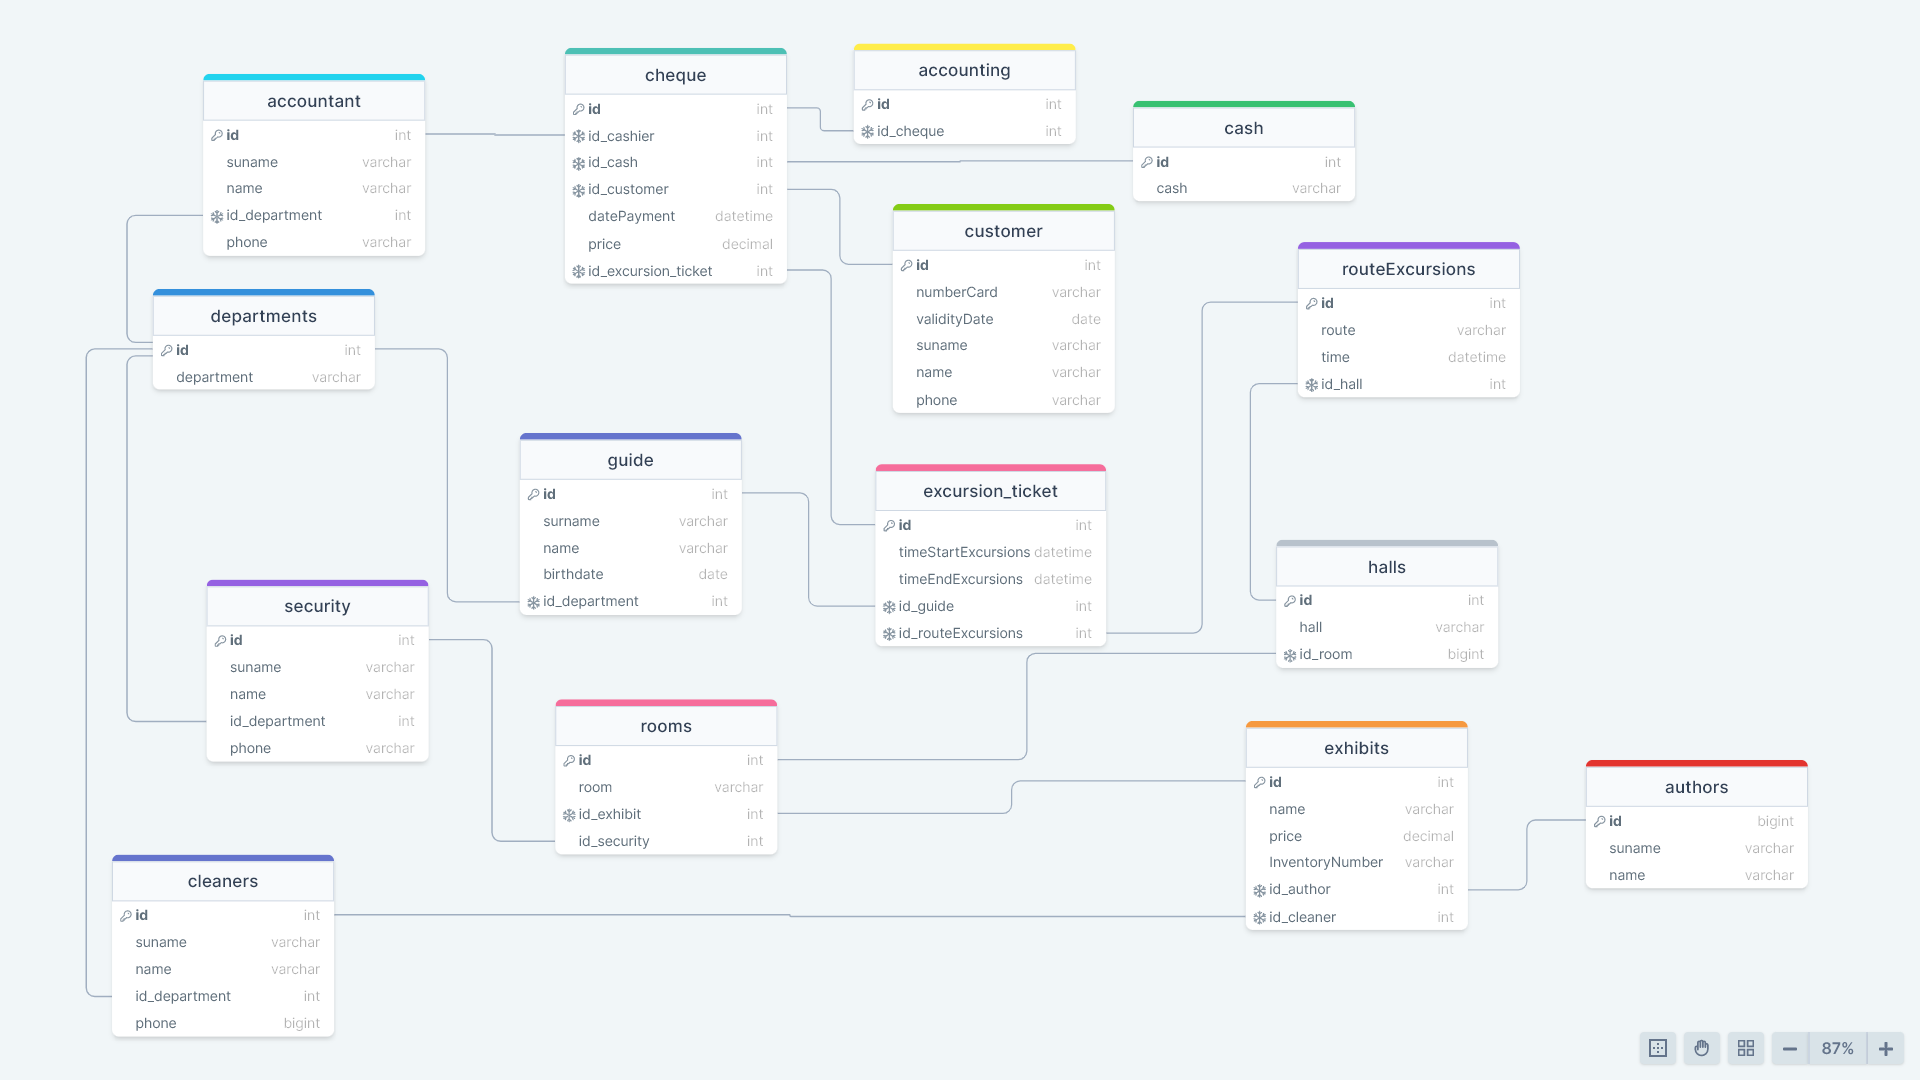 accountant
id int
suname varchar
name varchar
id_department int
phone varchar
cheque
id int
id_cashier int
id_cash int
id_customer int
datePayment datetime
price decimal
id_excursion_ticket int
accounting
id int
id_cheque int
cash
id int
cash varchar
customer
id int
numberCard varchar
validityDate date
suname varchar
name varchar
phone varchar
routeExcursions
id int
route varchar
time datetime
id_hall int
departments
id int
department varchar
guide
id int
surname varchar
name varchar
birthdate date
id_department int
excursion_ticket
id int
timeStartExcursions datetime
timeEndExcursions datetime
id_guide int
id_routeExcursions int
halls
id int
hall varchar
id_room bigint
security
id int
suname varchar
name varchar
id_department int
phone varchar
rooms
id int
room varchar
id_exhibit int
id_security int
exhibits
id int
name varchar
price decimal
InventoryNumber varchar
id_author int
id_cleaner int
authors
id bigint
suname varchar
name varchar
cleaners
id int
suname varchar
name varchar
id_department int
phone bigint
87%